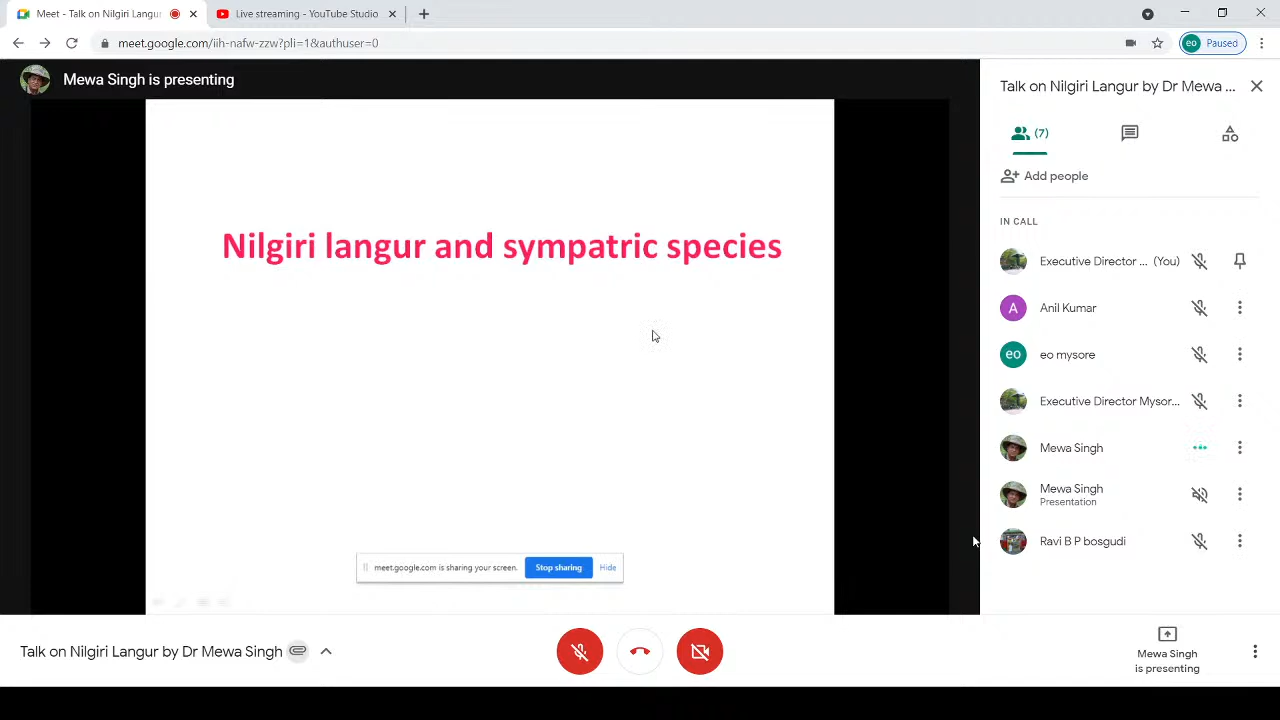 Meet - Talk on Nilgiri Langur
Live streaming - YouTube Studio
meet.google.com/iih-nafw-zzw?pli=1&authuser=0
eo
Paused
Mewa Singh is presenting
Nilgiri langur and sympatric species
meet.google.com is sharing your screen.
Stop sharing
Hide
Talk on Nilgiri Langur by Dr Mewa ...
(7)
Add people
IN CALL
Executive Director ... (You)
A
Anil Kumar
eo
eo mysore
Executive Director Mysor...
Mewa Singh
Mewa Singh
Presentation
Ravi B P bosgudi
Talk on Nilgiri Langur by Dr Mewa Singh
Mewa Singh
is presenting